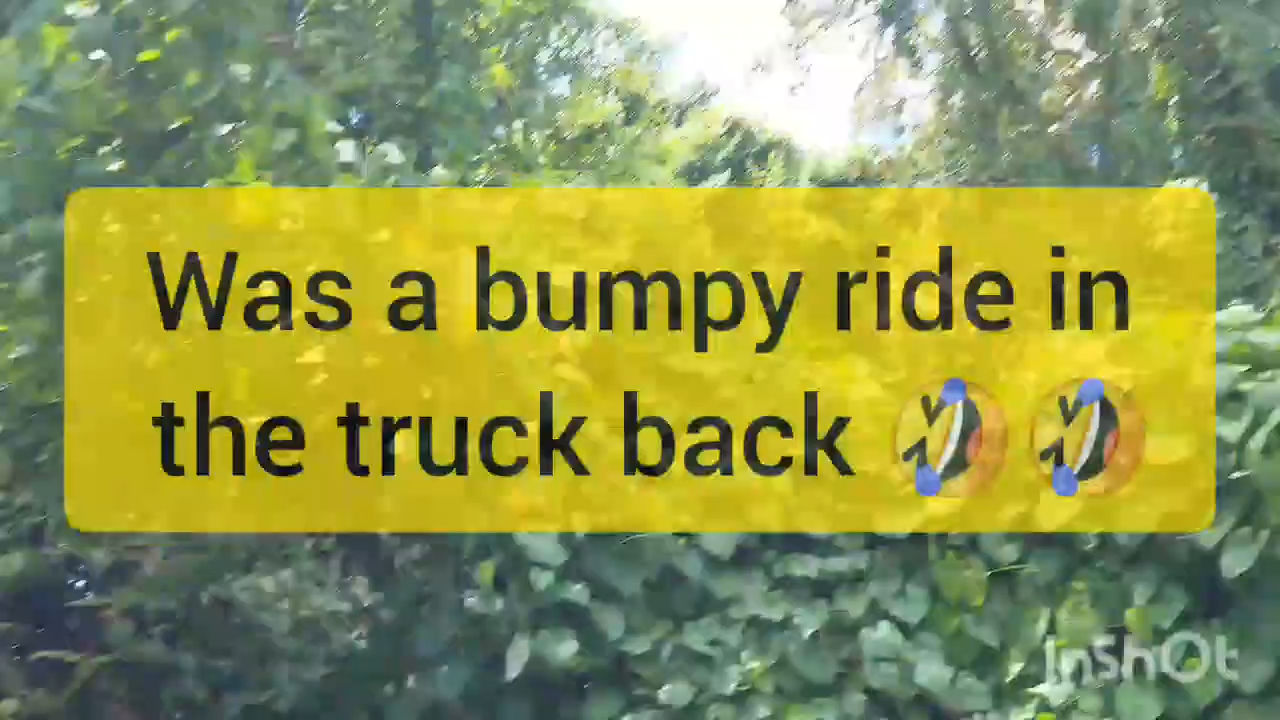 Was a bumpy ride in
the truck back 🤣 🤣
InShOt